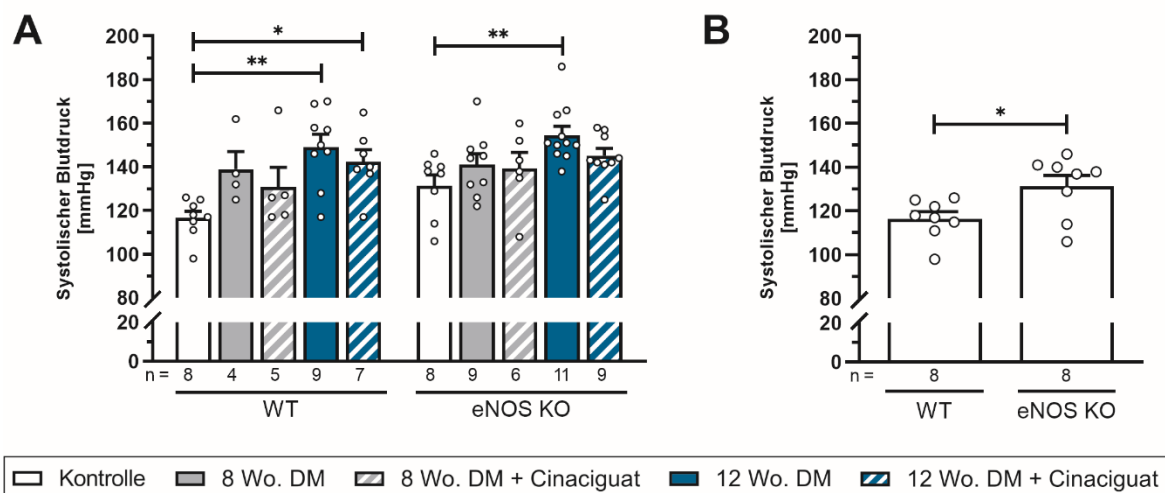 A
B
Systolischer Blutdruck
[mmHg]
200
180
160
140
120
100
80
20
0
*
**
**
n = 8 4 5 9 7 8 9 6 11 9
WT eNOS KO
Systolischer Blutdruck
[mmHg]
200
180
160
140
120
100
80
20
0
*
n = 8 8
WT eNOS KO
Kontrolle 8 Wo. DM 8 Wo. DM + Cinaciguat 12 Wo. DM 12 Wo. DM + Cinaciguat